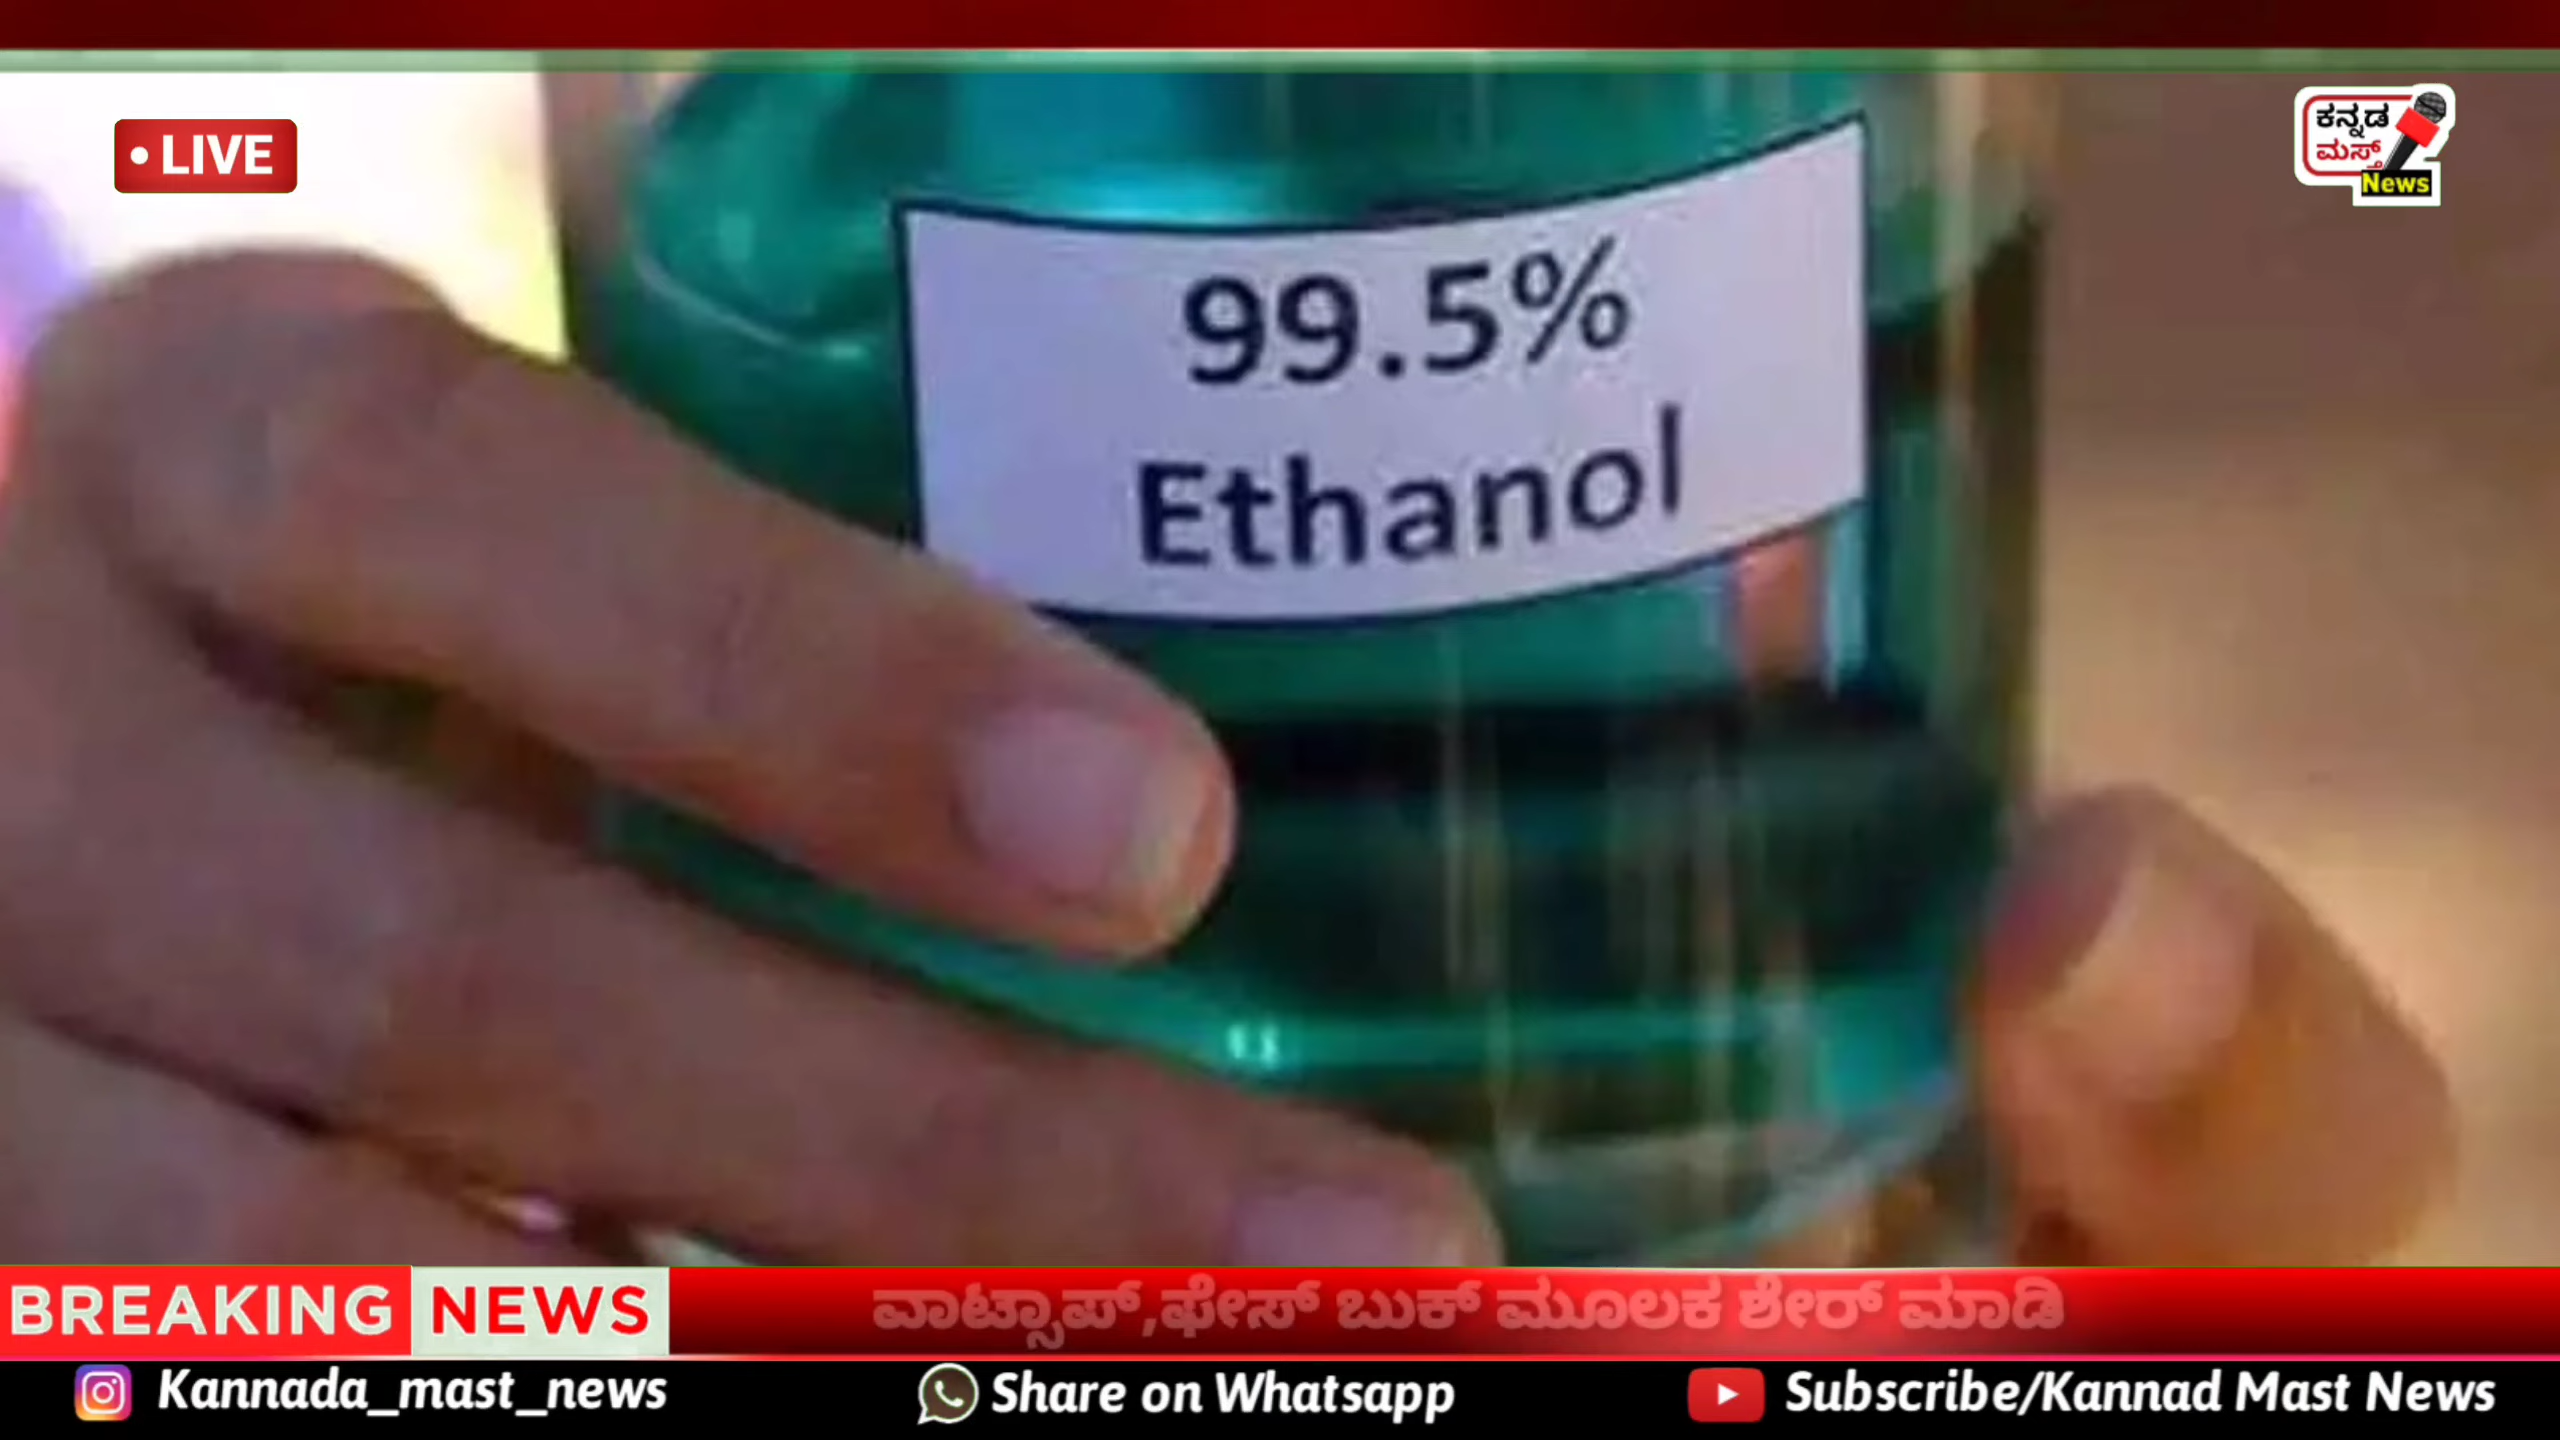 • LIVE
ಕನ್ನಡ
ಮಸ್ತ್
News
99.5%
Ethanol
BREAKING NEWS
ವಾಟ್ಸಾಪ್,ಫೇಸ್ ಬುಕ್ ಮೂಲಕ ಶೇರ್ ಮಾಡಿ
Kannada_mast_news
Share on Whatsapp
Subscribe/Kannad Mast News